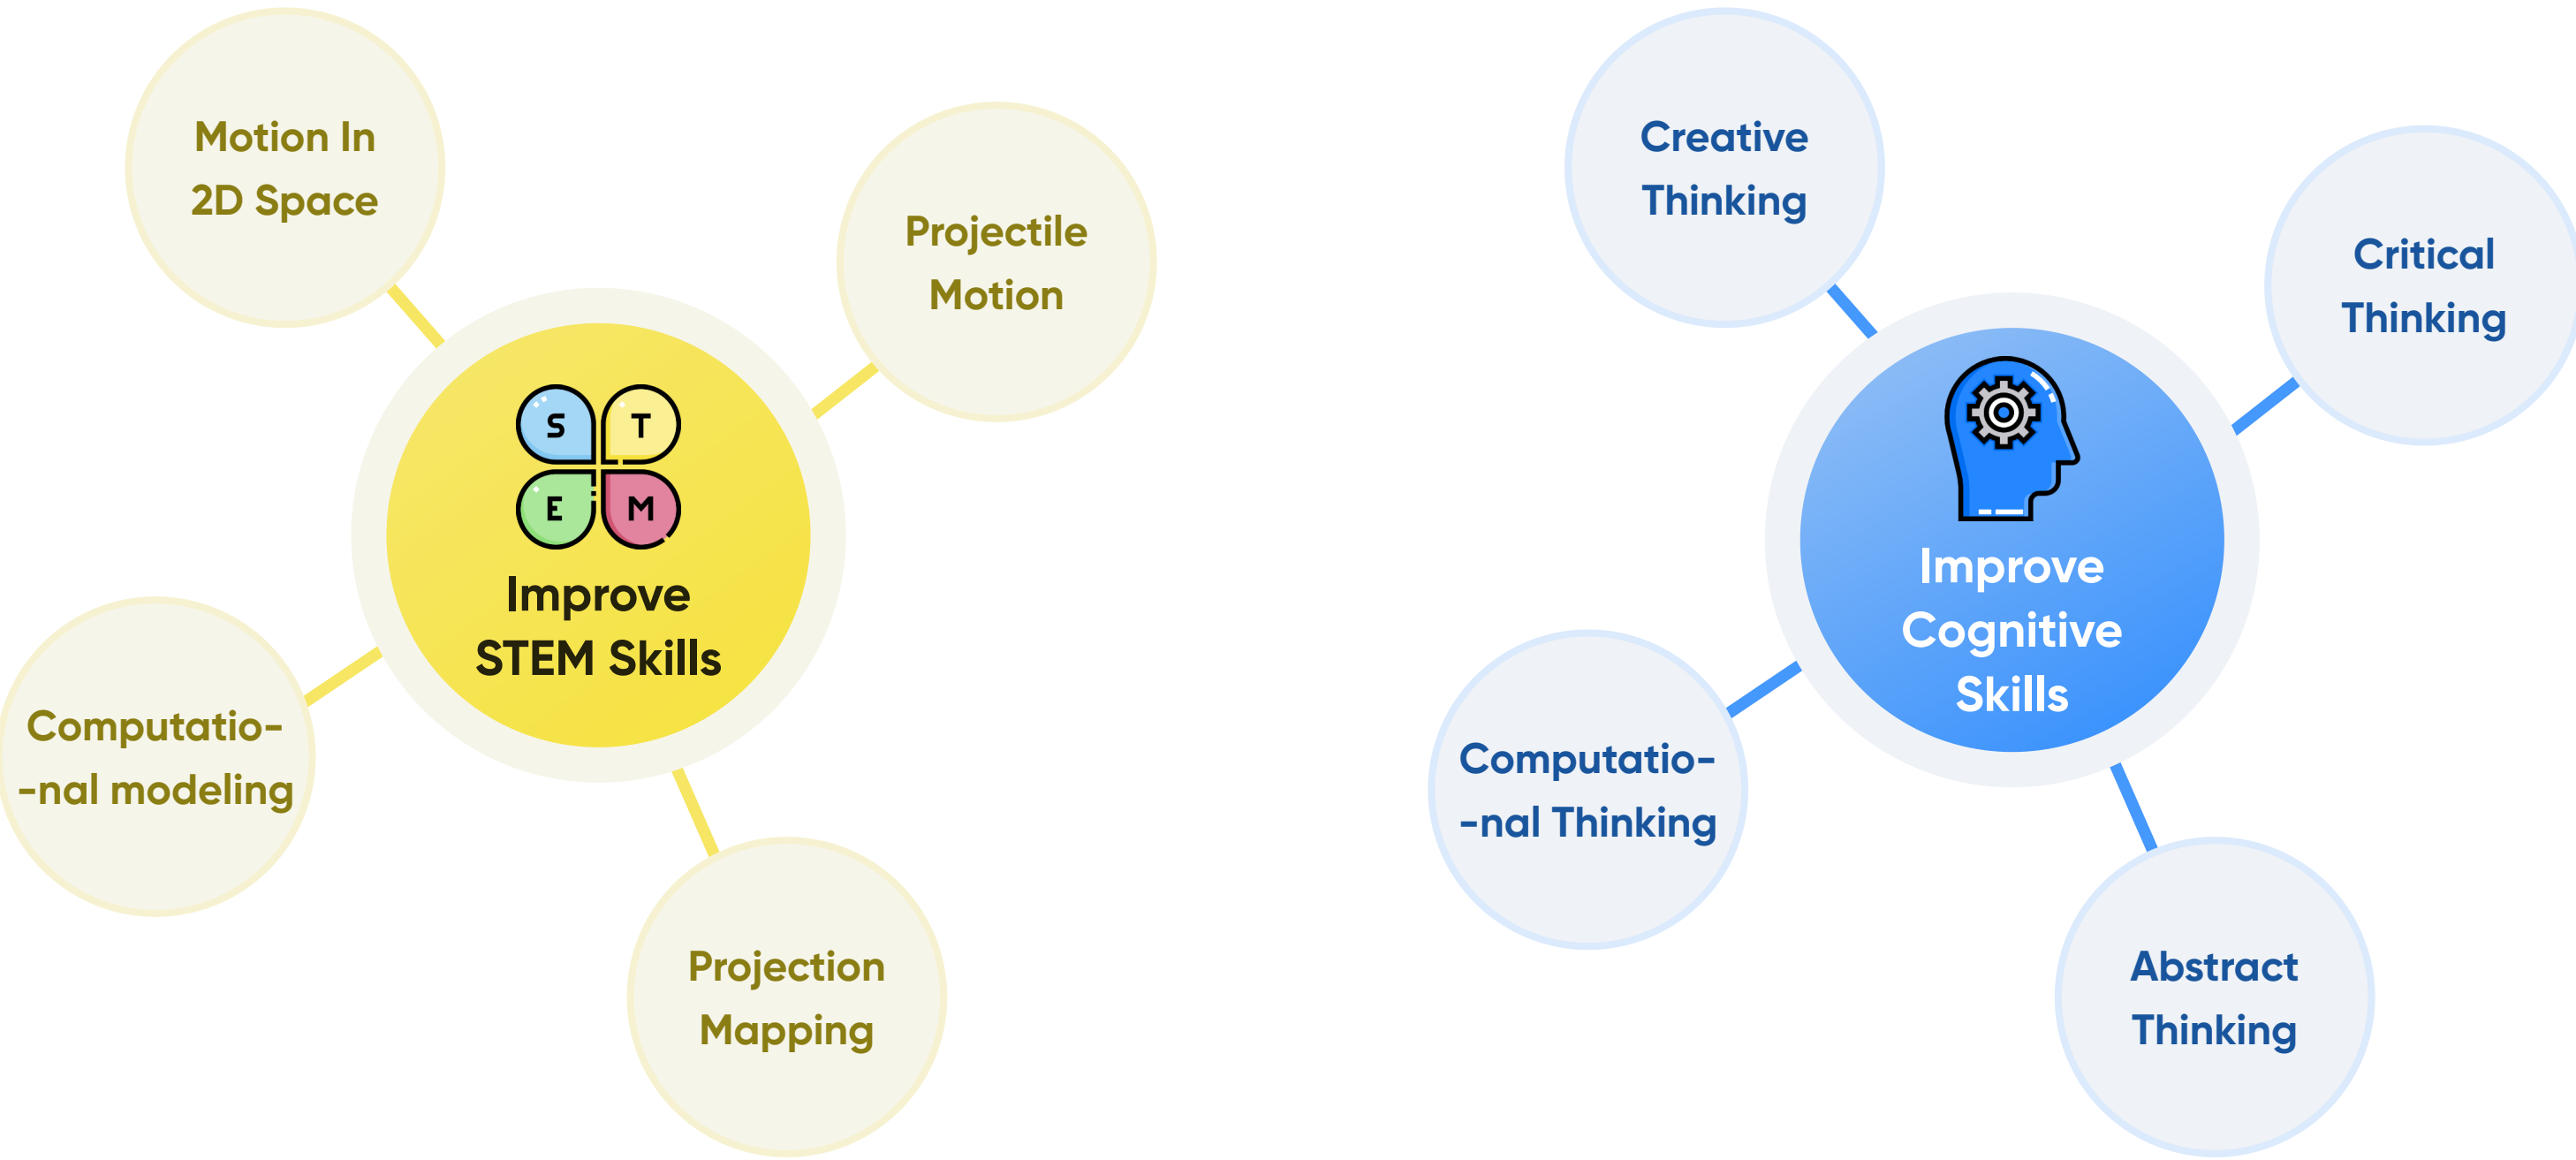 Motion In
2D Space
Projectile
Motion
S T
E M
Improve
STEM Skills
Computatio-
-nal modeling
Projection
Mapping
Creative
Thinking
Critical
Thinking
Improve
Cognitive
Skills
Computatio-
-nal Thinking
Abstract
Thinking